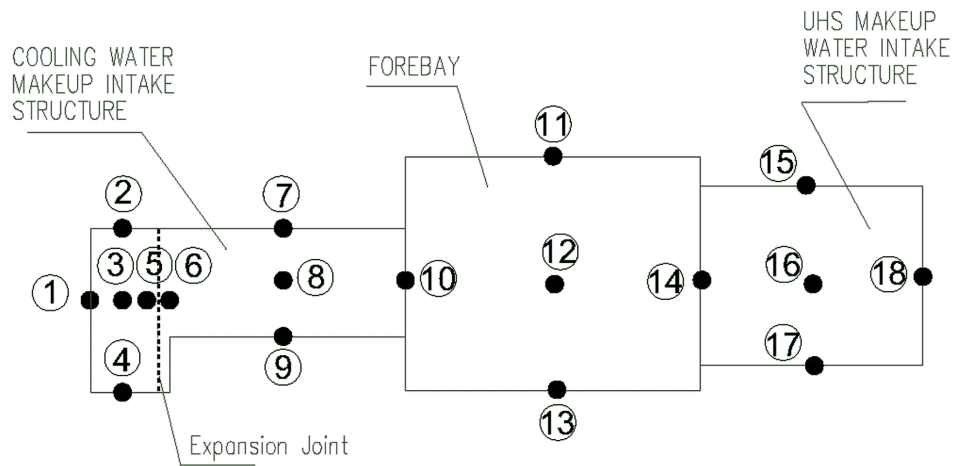 UHS MAKEUP
WATER INTAKE
STRUCTURE
COOLING WATER
MAKEUP INTAKE
STRUCTURE
FOREBAY
11
15
2
7
3
5
6
12
16
1
8
10
14
18
4
9
17
13
Expansion Joint